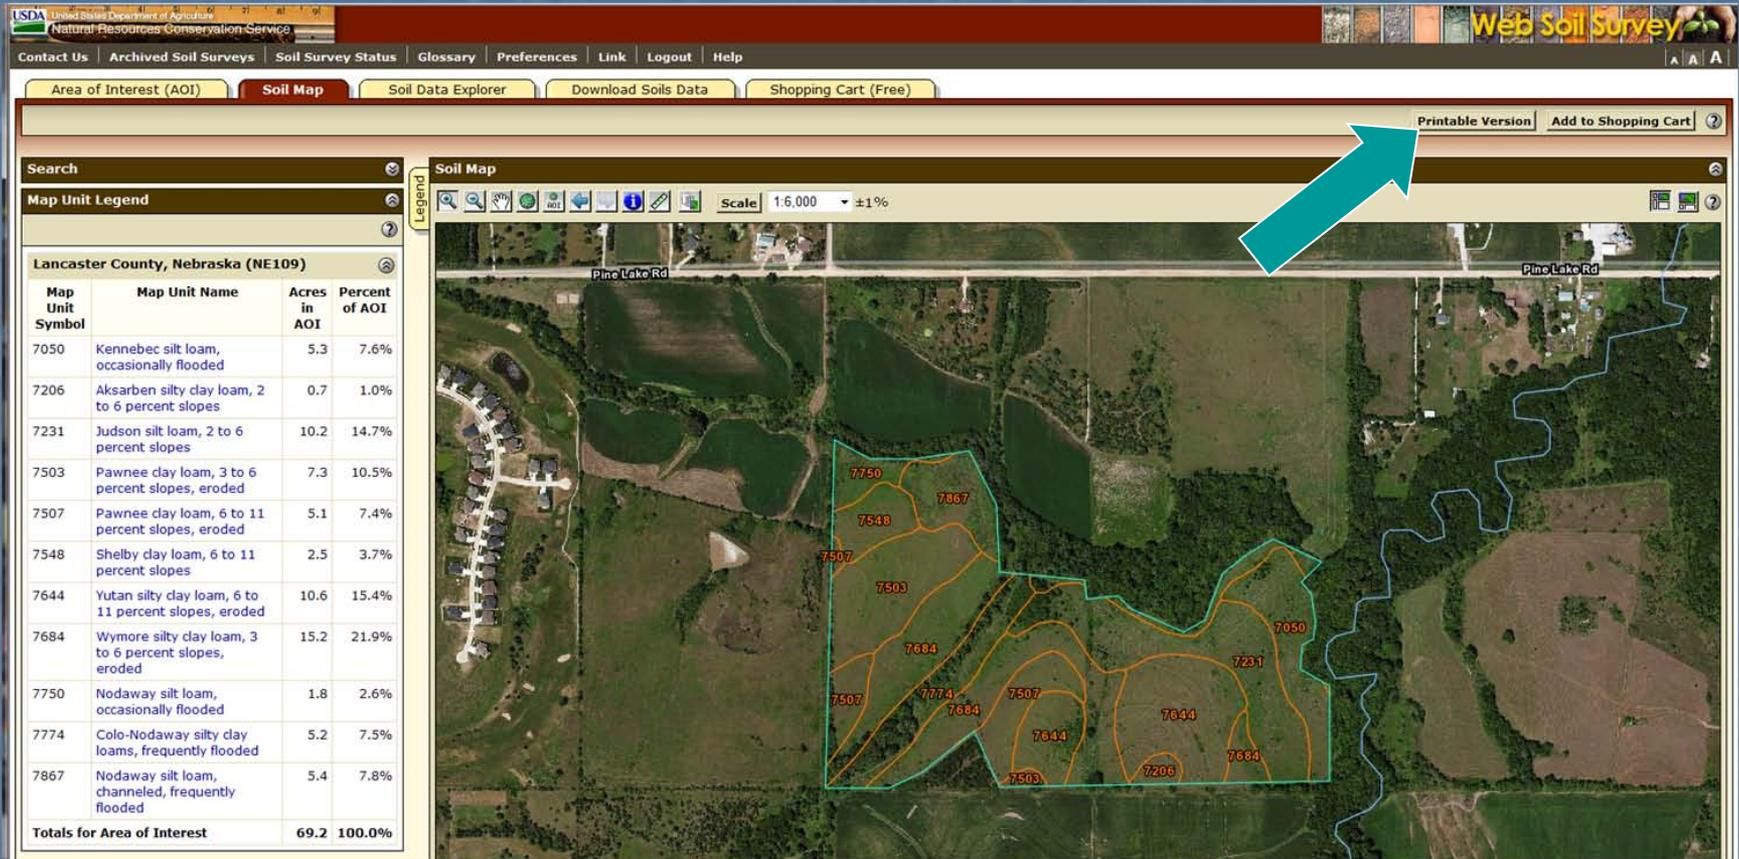 USDA United States Department of Agriculture
Natural Resources Conservation Service
Web Soil Survey
Contact Us | Archived Soil Surveys | Soil Survey Status | Glossary | Preferences | Link | Logout | Help
A A A
Area of Interest (AOI) Soil Map Soil Data Explorer Download Soils Data Shopping Cart (Free)
Printable Version Add to Shopping Cart ?
Search
Map Unit Legend
?
Lancaster County, Nebraska (NE109)
Map Unit Symbol Map Unit Name Acres in AOI Percent of AOI
7050 Kennebec silt loam, occasionally flooded 5.3 7.6%
7206 Aksarben silty clay loam, 2 to 6 percent slopes 0.7 1.0%
7231 Judson silt loam, 2 to 6 percent slopes 10.2 14.7%
7503 Pawnee clay loam, 3 to 6 percent slopes, eroded 7.3 10.5%
7507 Pawnee clay loam, 6 to 11 percent slopes, eroded 5.1 7.4%
7548 Shelby clay loam, 6 to 11 percent slopes 2.5 3.7%
7644 Yutan silty clay loam, 6 to 11 percent slopes, eroded 10.6 15.4%
7684 Wymore silty clay loam, 3 to 6 percent slopes, eroded 15.2 21.9%
7750 Nodaway silt loam, occasionally flooded 1.8 2.6%
7774 Colo-Nodaway silty clay loams, frequently flooded 5.2 7.5%
7867 Nodaway silt loam, channeled, frequently flooded 5.4 7.8%
Totals for Area of Interest 69.2 100.0%
Legend
Soil Map
AOI i Scale 1:6,000 ±1% ?
Pine Lake Rd Pine Lake Rd
7750
7867
7548
7507
7503
7050
7684
7231
7507 7774 7507
7684 7644
7644
7684
7503 7206